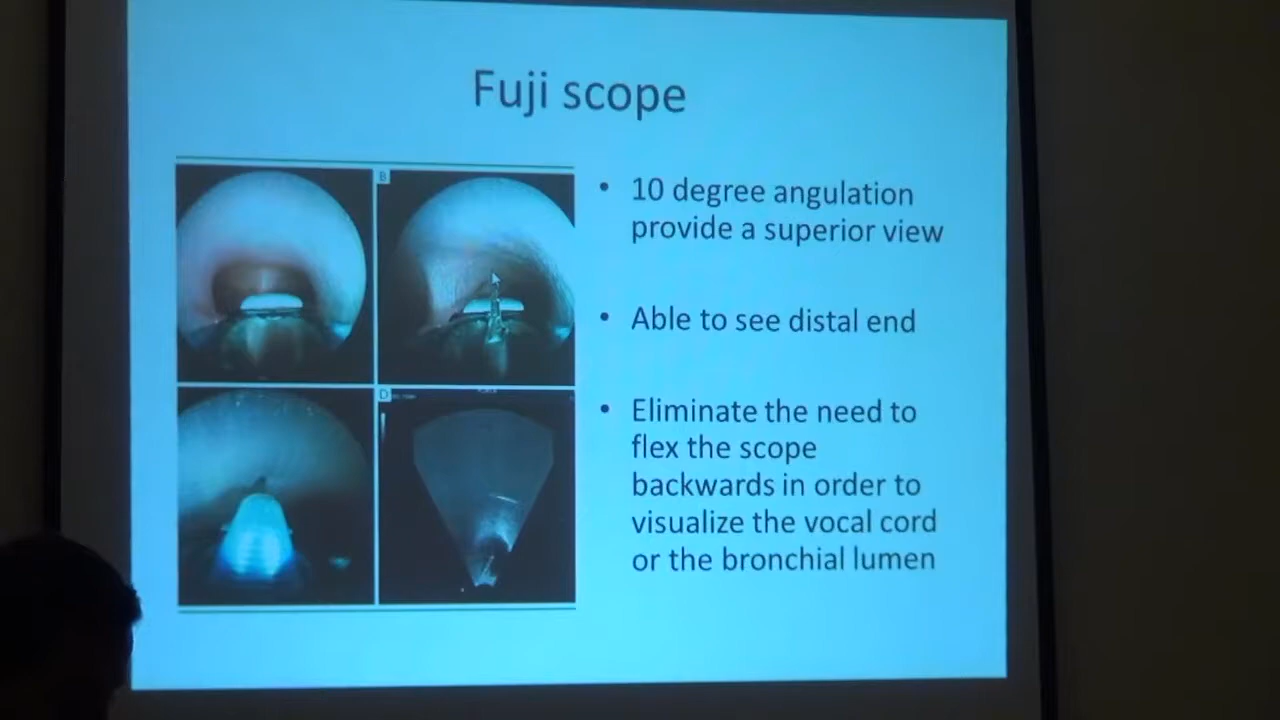 Fuji scope
B
D
• 10 degree angulation
provide a superior view
• Able to see distal end
• Eliminate the need to
flex the scope
backwards in order to
visualize the vocal cord
or the bronchial lumen